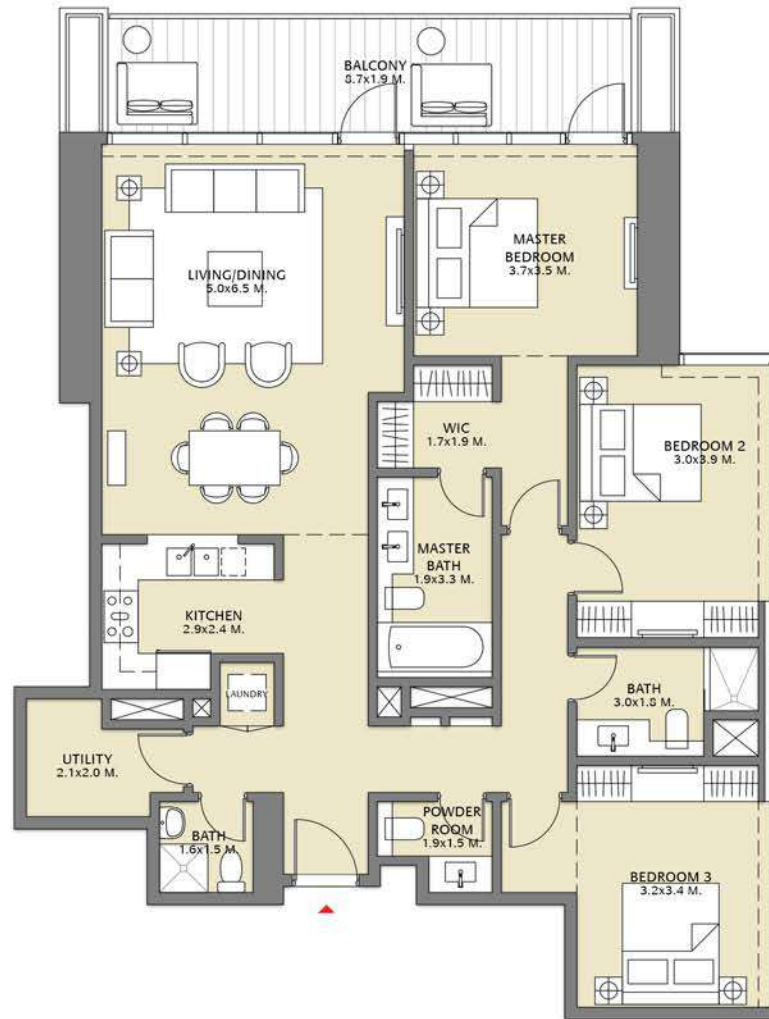 BALCONY
8.7x1.9 M.
MASTER
BEDROOM
3.7x3.5 M.
LIVING/DINING
5.0x6.5 M.
WIC
1.7x1.9 M.
BEDROOM 2
3.0x3.9 M.
MASTER
BATH
1.9x3.3 M.
KITCHEN
2.9x2.4 M.
LAUNDRY
BATH
3.0x1.8 M.
UTILITY
2.1x2.0 M.
BATH
1.6x1.5 M.
POWDER
ROOM
1.9x1.5 M.
BEDROOM 3
3.2x3.4 M.